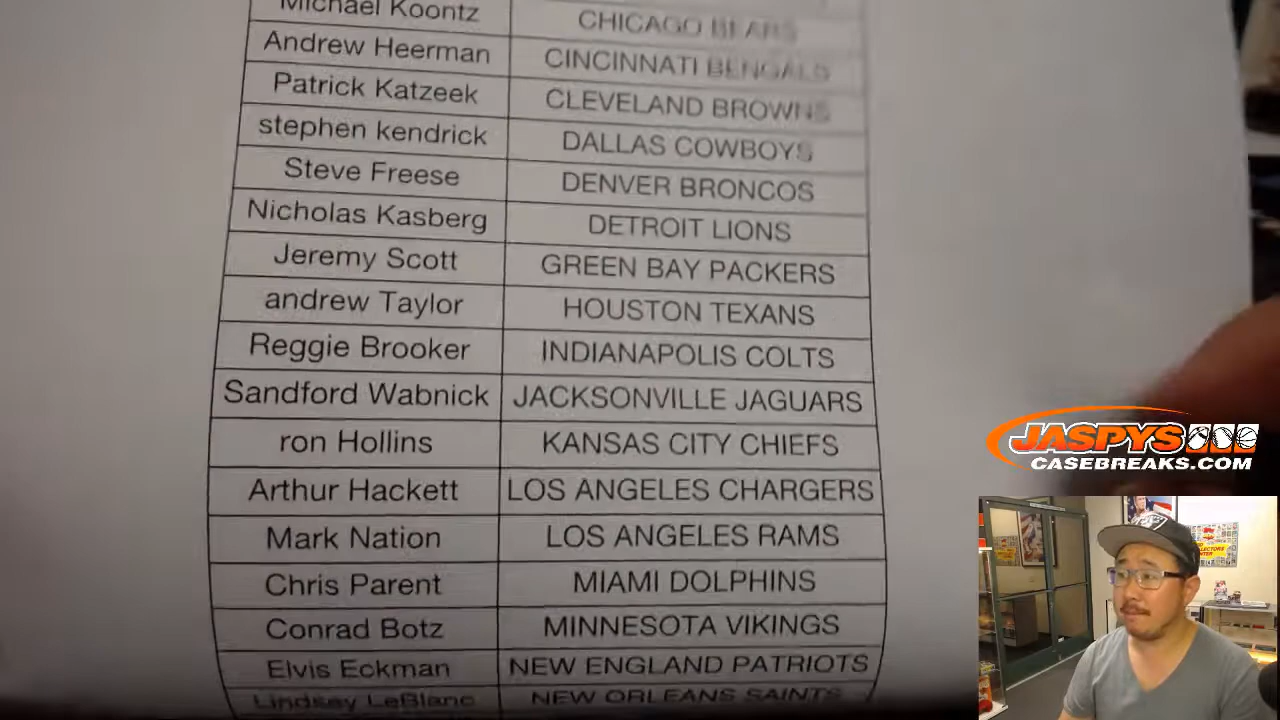 Michael Koontz CHICAGO BEARS
Andrew Heerman CINCINNATI BENGALS
Patrick Katzeek CLEVELAND BROWNS
stephen kendrick DALLAS COWBOYS
Steve Freese DENVER BRONCOS
Nicholas Kasberg DETROIT LIONS
Jeremy Scott GREEN BAY PACKERS
andrew Taylor HOUSTON TEXANS
Reggie Brooker INDIANAPOLIS COLTS
Sandford Wabnick JACKSONVILLE JAGUARS
ron Hollins KANSAS CITY CHIEFS
Arthur Hackett LOS ANGELES CHARGERS
Mark Nation LOS ANGELES RAMS
Chris Parent MIAMI DOLPHINS
Conrad Botz MINNESOTA VIKINGS
Elvis Eckman NEW ENGLAND PATRIOTS
Lindsey LeBlanc NEW ORLEANS SAINTS
JASPYS
CASEBREAKS.COM